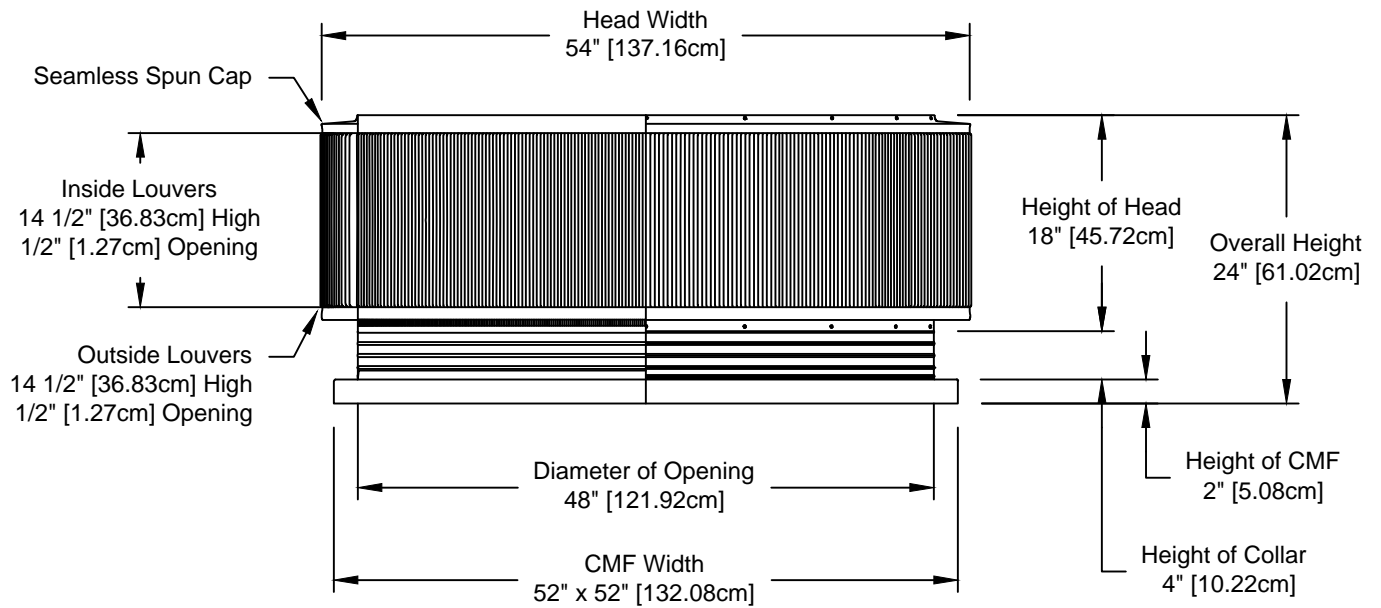 Head Width
54" [137.16cm]
Seamless Spun Cap
Inside Louvers
14 1/2" [36.83cm] High
1/2" [1.27cm] Opening
Height of Head
18" [45.72cm]
Overall Height
24" [61.02cm]
Outside Louvers
14 1/2" [36.83cm] High
1/2" [1.27cm] Opening
Diameter of Opening
48" [121.92cm]
Height of CMF
2" [5.08cm]
CMF Width
52" x 52" [132.08cm]
Height of Collar
4" [10.22cm]